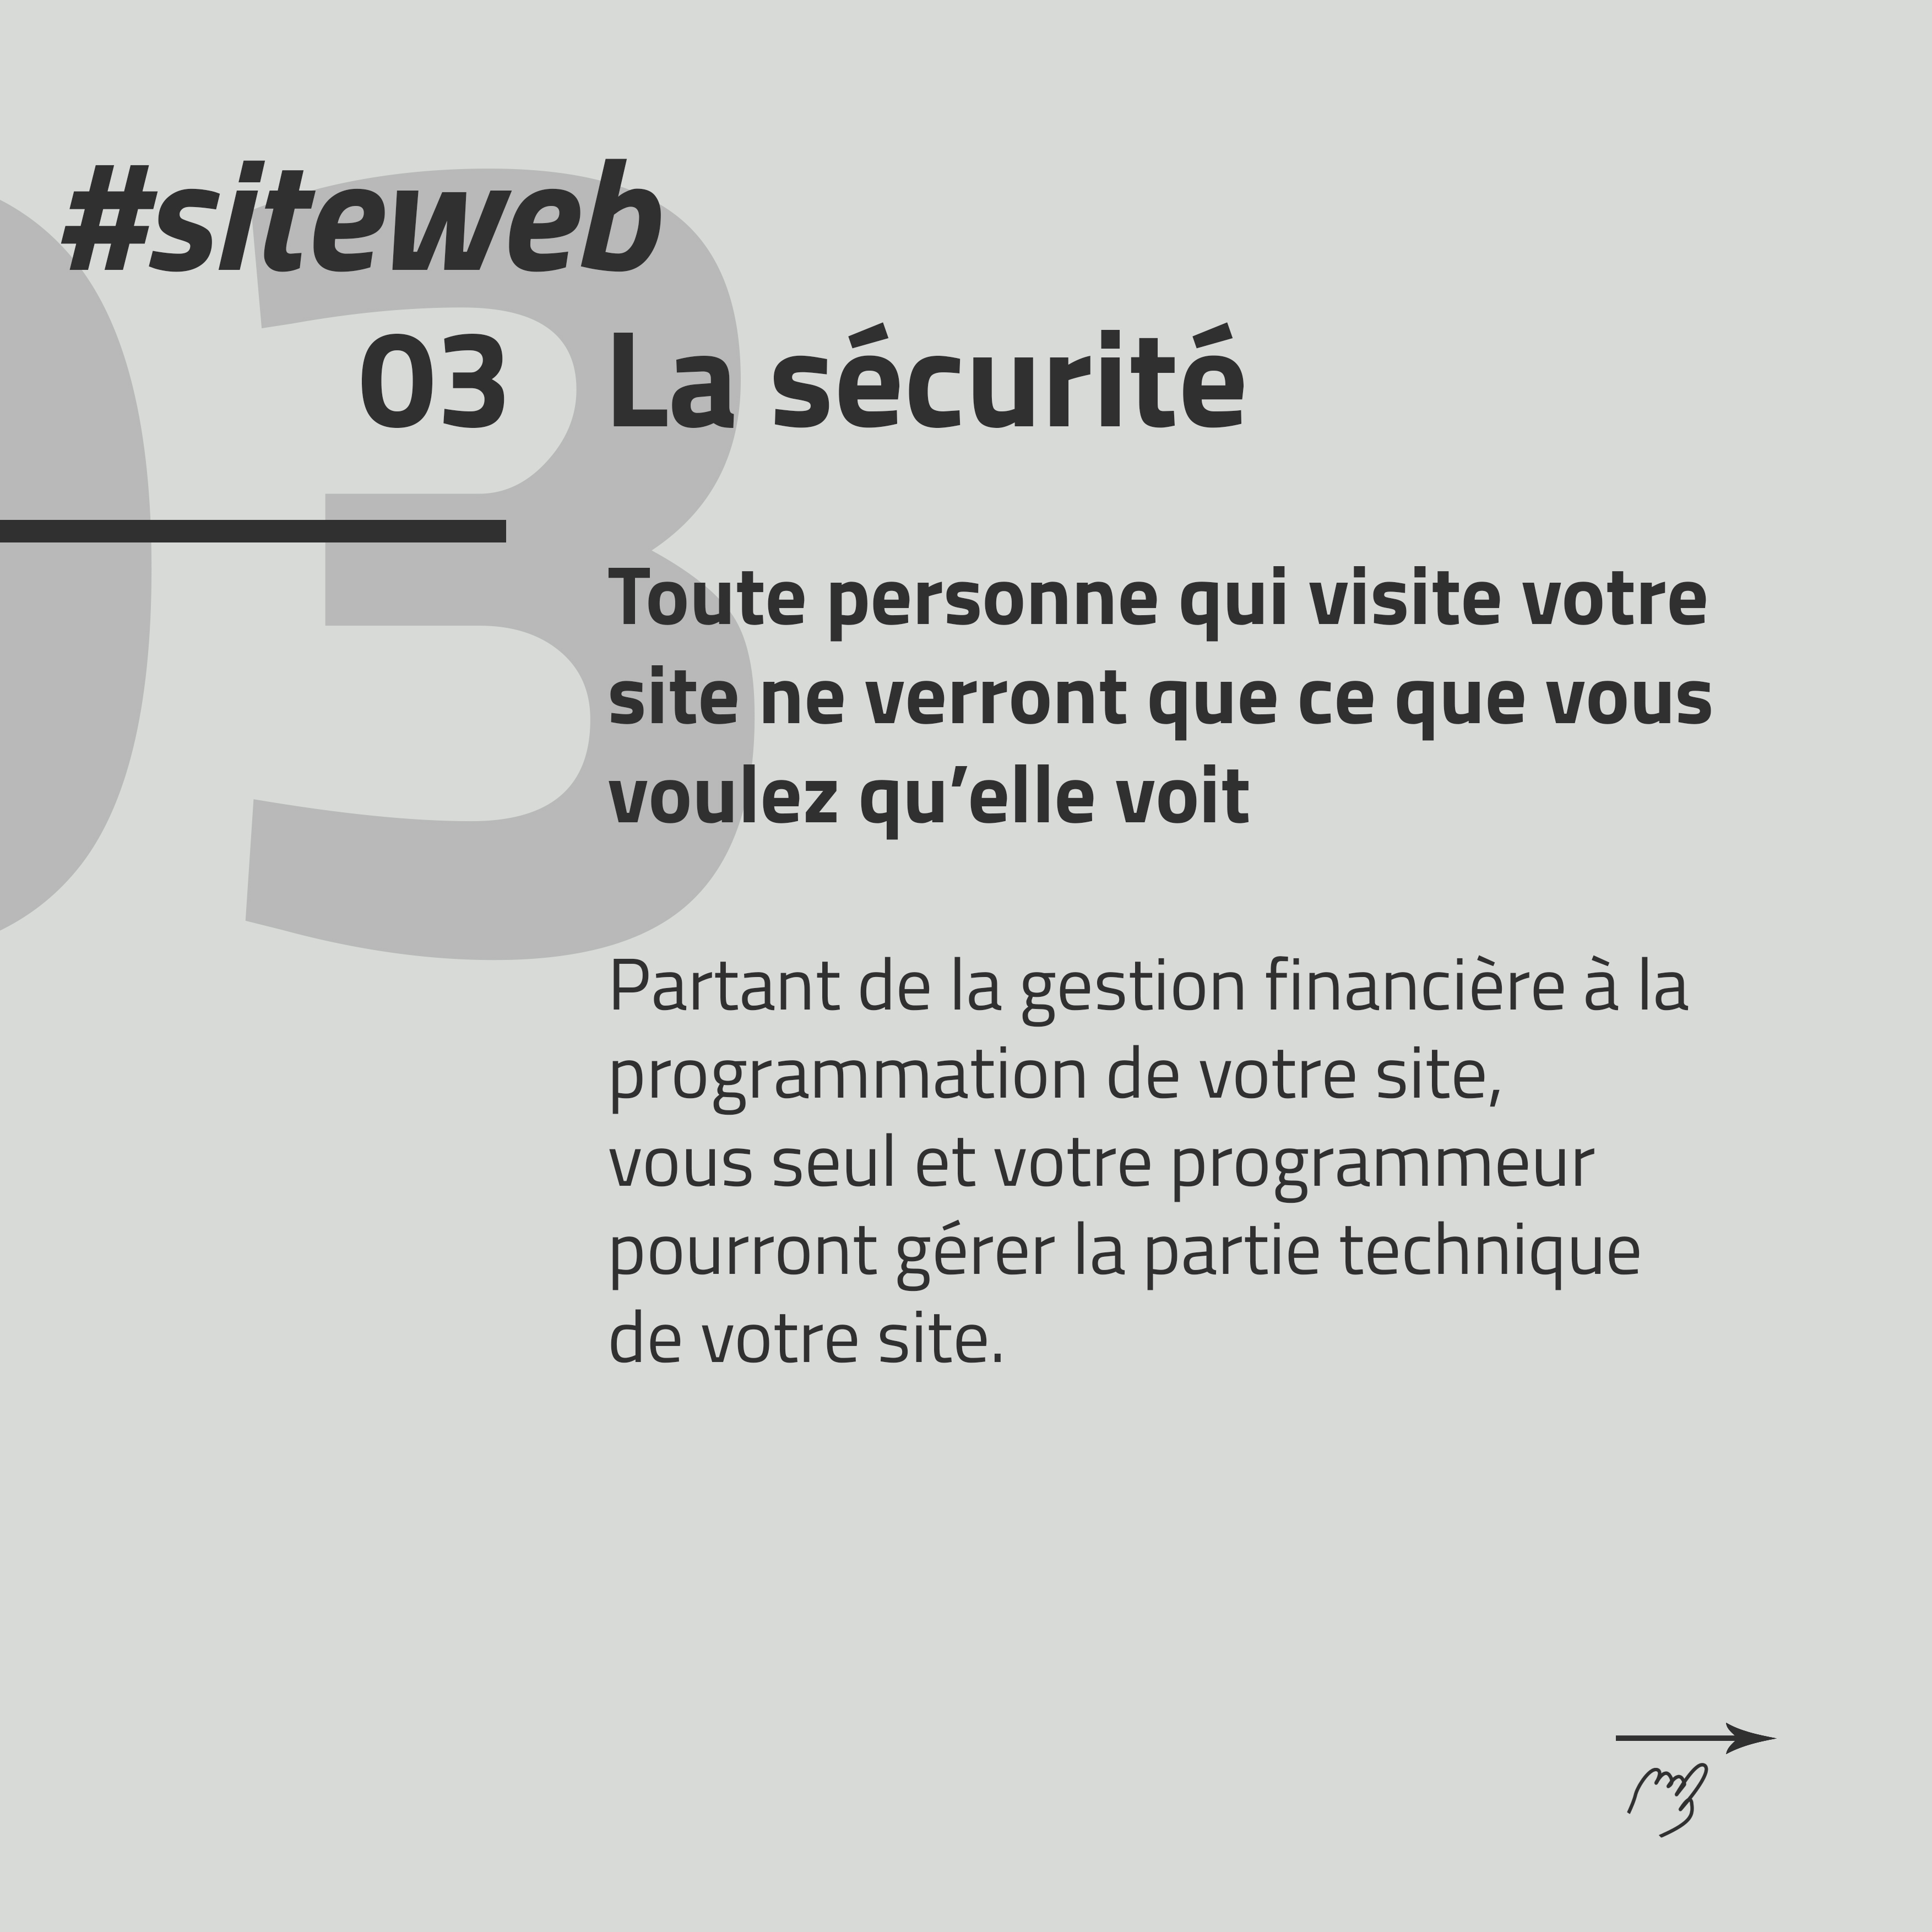 #siteweb
03 La sécurité
Toute personne qui visite votre
site ne verront que ce que vous
voulez qu’elle voit
Partant de la gestion financière à la
programmation de votre site,
vous seul et votre programmeur
pourront gérer la partie technique
de votre site.